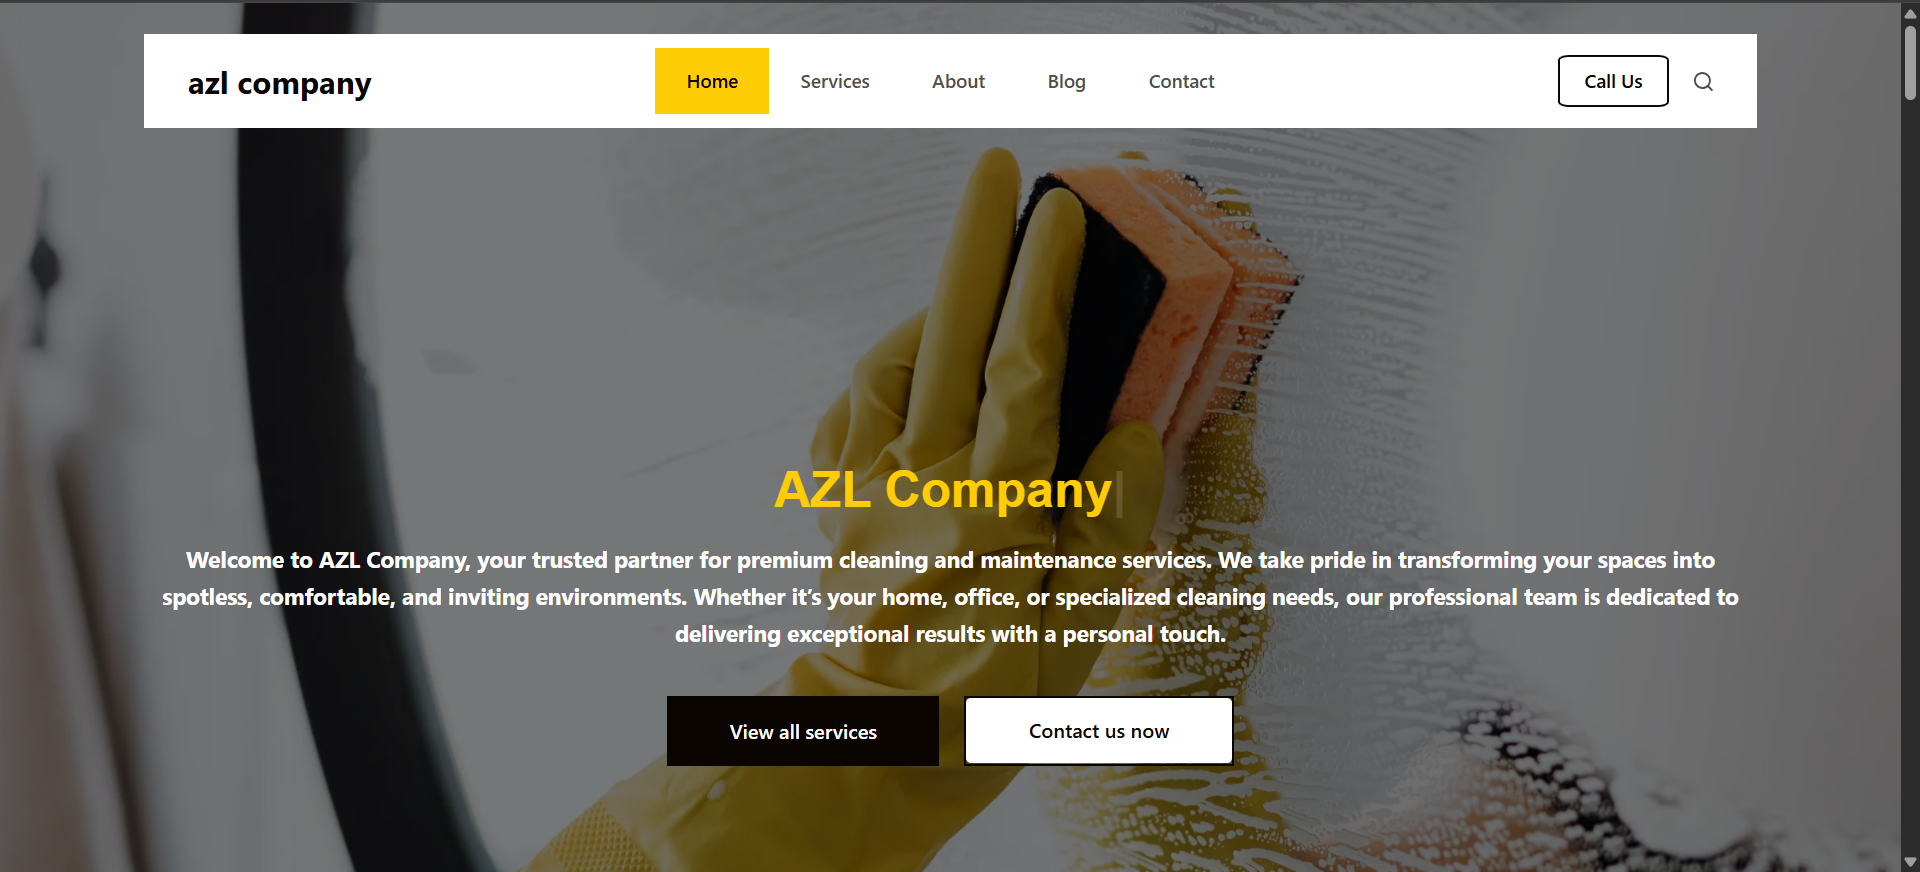 azl company
Home
Services
About
Blog
Contact
Call Us
AZL Company
Welcome to AZL Company, your trusted partner for premium cleaning and maintenance services. We take pride in transforming your spaces into
spotless, comfortable, and inviting environments. Whether it’s your home, office, or specialized cleaning needs, our professional team is dedicated to
delivering exceptional results with a personal touch.
View all services
Contact us now